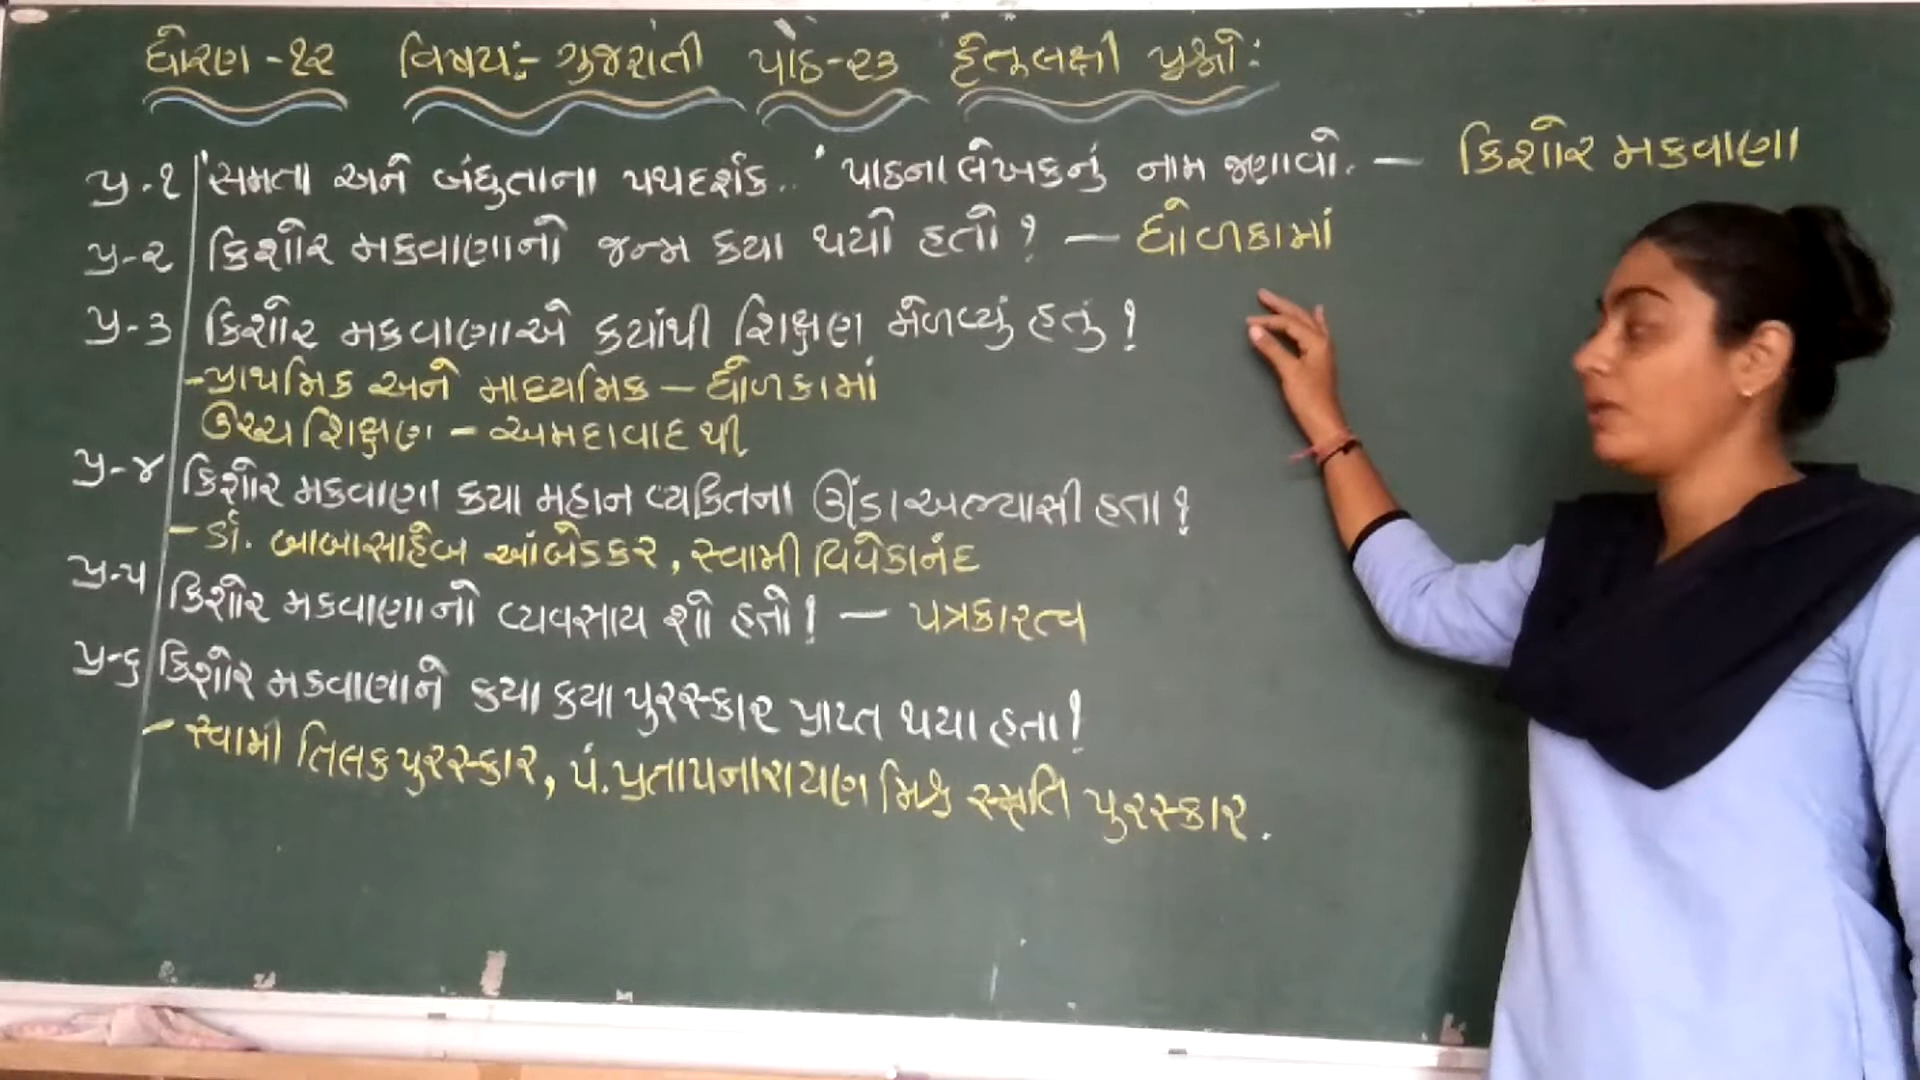 ધોરણ -૧૨ વિષય:- ગુજરાતી પાઠ-૨૩ હેતુલક્ષી પ્રશ્નો:
પ્ર.૧ 'સમતા અને બંધુતાના પથદર્શક..' પાઠના લેખકનું નામ જણાવો. — કિશોર મકવાણા
પ્ર-૨ કિશોર મકવાણાનો જન્મ કયા થયો હતો? — ધોળકામાં
પ્ર-૩ કિશોર મકવાણાએ કયાંથી શિક્ષણ મેળવ્યું હતું?
-પ્રાથમિક અને માધ્યમિક – ધોળકામાં
ઉચ્ચ શિક્ષણ - અમદાવાદથી
પ્ર-૪ કિશોર મકવાણા કયા મહાન વ્યકિતના ઊંડા અભ્યાસી હતા?
- ડૉ. બાબાસાહેબ આંબેડકર, સ્વામી વિવેકાનંદ
પ્ર-૫ કિશોર મકવાણાનો વ્યવસાય શો હતો? — પત્રકારત્વ
પ્ર-૬ કિશોર મકવાણાને કયા કયા પુરસ્કાર પ્રાપ્ત થયા હતા?
- સ્વામી તિલક પુરસ્કાર, પં. પ્રતાપનારાયણ મિશ્ર સ્મૃતિ પુરસ્કાર.